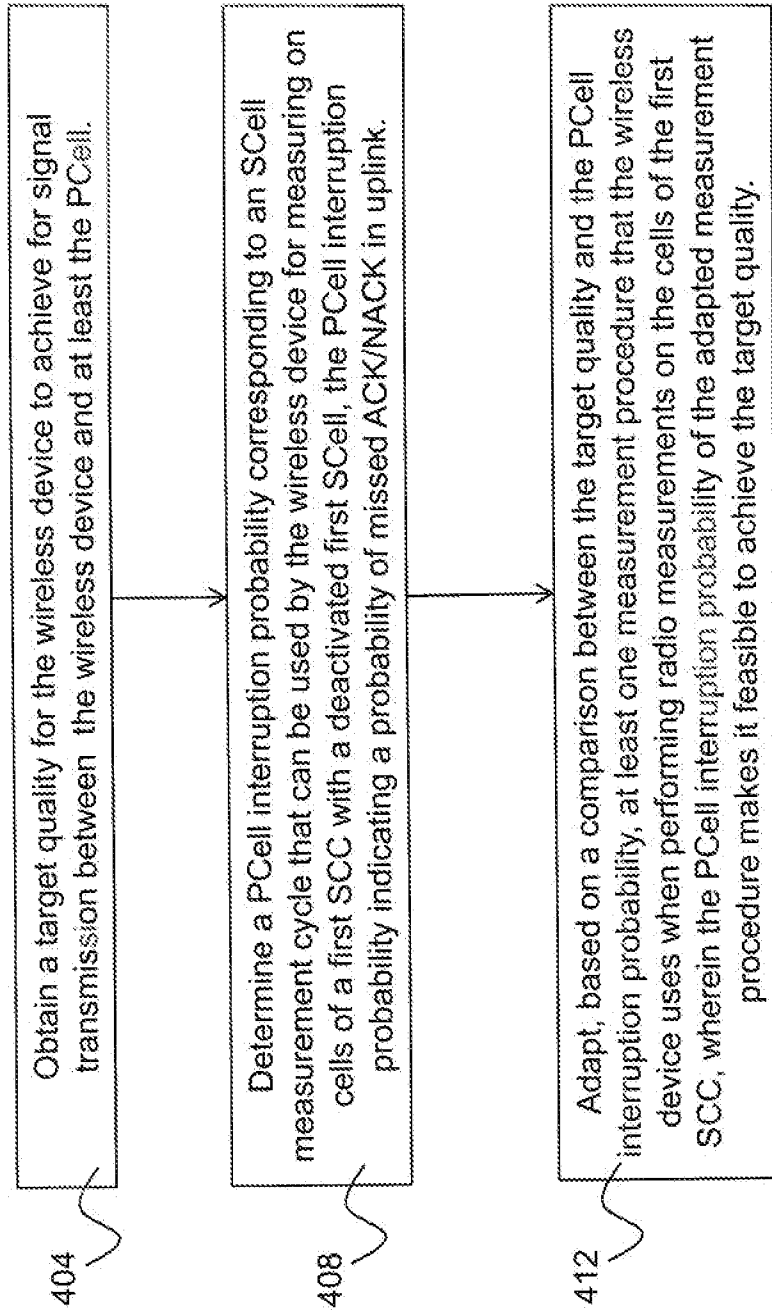 404
Obtain a target quality for the wireless device to achieve for signal
transmission between the wireless device and at least the PCell.
408
Determine a PCell interruption probability corresponding to an SCell
measurement cycle that can be used by the wireless device for measuring on
cells of a first SCC with a deactivated first SCell, the PCell interruption
probability indicating a probability of missed ACK/NACK in uplink.
412
Adapt, based on a comparison between the target quality and the PCell
interruption probability, at least one measurement procedure that the wireless
device uses when performing radio measurements on the cells of the first
SCC, wherein the PCell interruption probability of the adapted measurement
procedure makes it feasible to achieve the target quality.